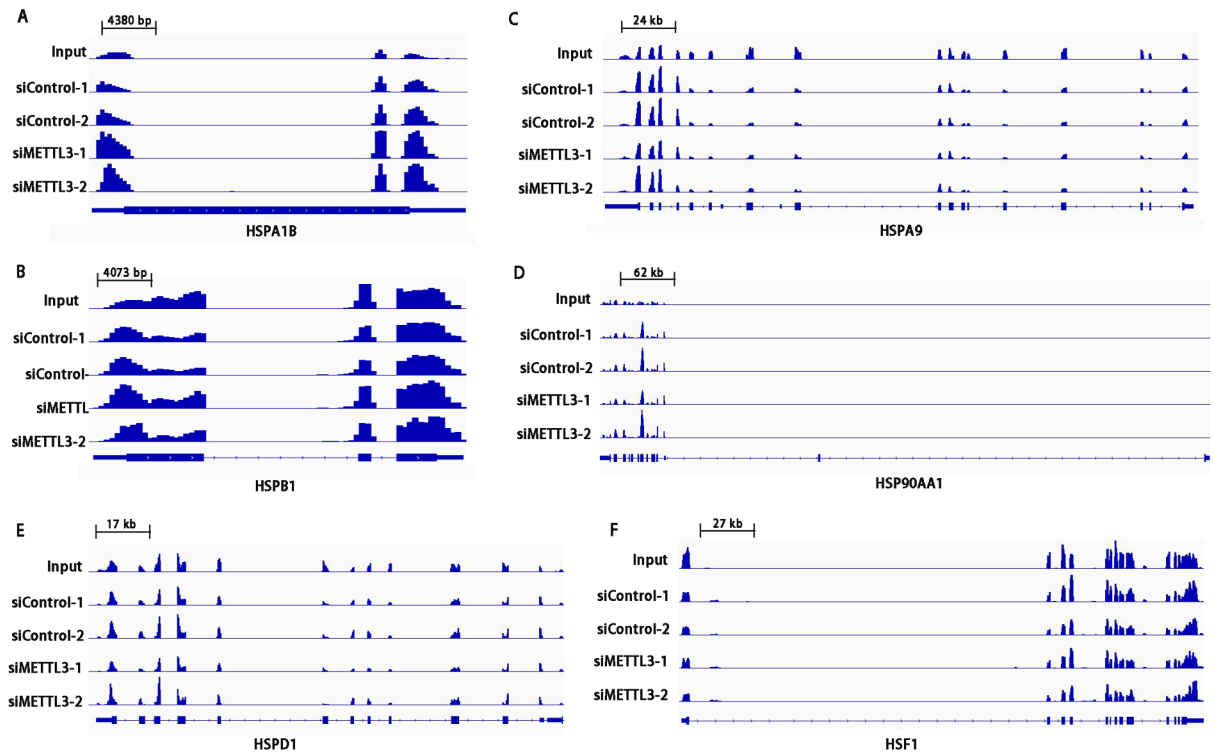 A
4380 bp
Input
siControl-1
siControl-2
siMETTL3-1
siMETTL3-2
HSPA1B
B
4073 bp
Input
siControl-1
siControl-
siMETTL
siMETTL3-2
HSPB1
C
24 kb
Input
siControl-1
siControl-2
siMETTL3-1
siMETTL3-2
HSPA9
D
62 kb
Input
siControl-1
siControl-2
siMETTL3-1
siMETTL3-2
HSP90AA1
E
17 kb
Input
siControl-1
siControl-2
siMETTL3-1
siMETTL3-2
HSPD1
F
27 kb
Input
siControl-1
siControl-2
siMETTL3-1
siMETTL3-2
HSF1